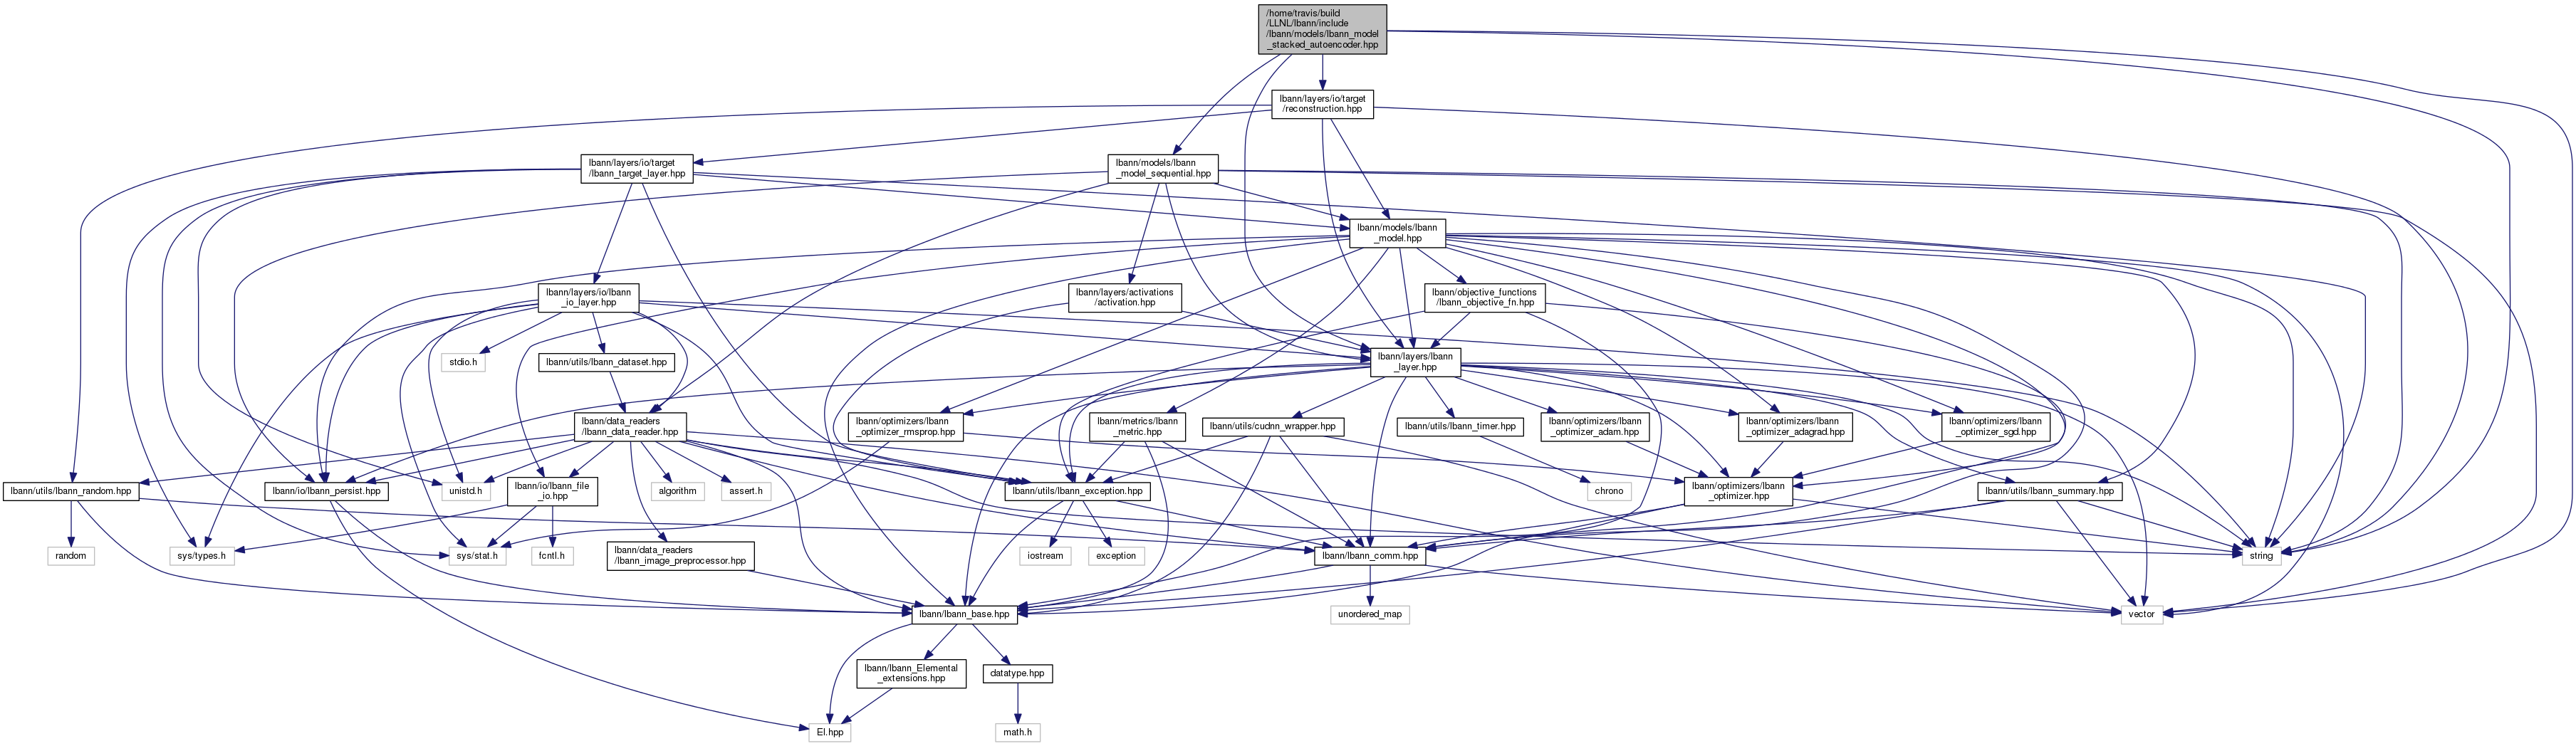 /home/travis/build
/LLNL/lbann/include
/lbann/models/lbann_model
_stacked_autoencoder.hpp
lbann/layers/io/target
/reconstruction.hpp
lbann/layers/io/target
/lbann_target_layer.hpp
lbann/models/lbann
_model_sequential.hpp
lbann/models/lbann
_model.hpp
lbann/layers/io/lbann
_io_layer.hpp
lbann/layers/activations
/activation.hpp
lbann/objective_functions
/lbann_objective_fn.hpp
stdio.h
lbann/utils/lbann_dataset.hpp
lbann/layers/lbann
_layer.hpp
lbann/data_readers
/lbann_data_reader.hpp
lbann/optimizers/lbann
_optimizer_rmsprop.hpp
lbann/metrics/lbann
_metric.hpp
lbann/utils/cudnn_wrapper.hpp
lbann/utils/lbann_timer.hpp
lbann/optimizers/lbann
_optimizer_adam.hpp
lbann/optimizers/lbann
_optimizer_adagrad.hpp
lbann/optimizers/lbann
_optimizer_sgd.hpp
lbann/utils/lbann_random.hpp
lbann/io/lbann_persist.hpp
unistd.h
lbann/io/lbann_file
_io.hpp
algorithm
assert.h
lbann/utils/lbann_exception.hpp
chrono
lbann/optimizers/lbann
_optimizer.hpp
lbann/utils/lbann_summary.hpp
random
sys/types.h
sys/stat.h
fcntl.h
lbann/data_readers
/lbann_image_preprocessor.hpp
iostream
exception
lbann/lbann_comm.hpp
string
lbann/lbann_base.hpp
unordered_map
vector
lbann/lbann_Elemental
_extensions.hpp
datatype.hpp
El.hpp
math.h